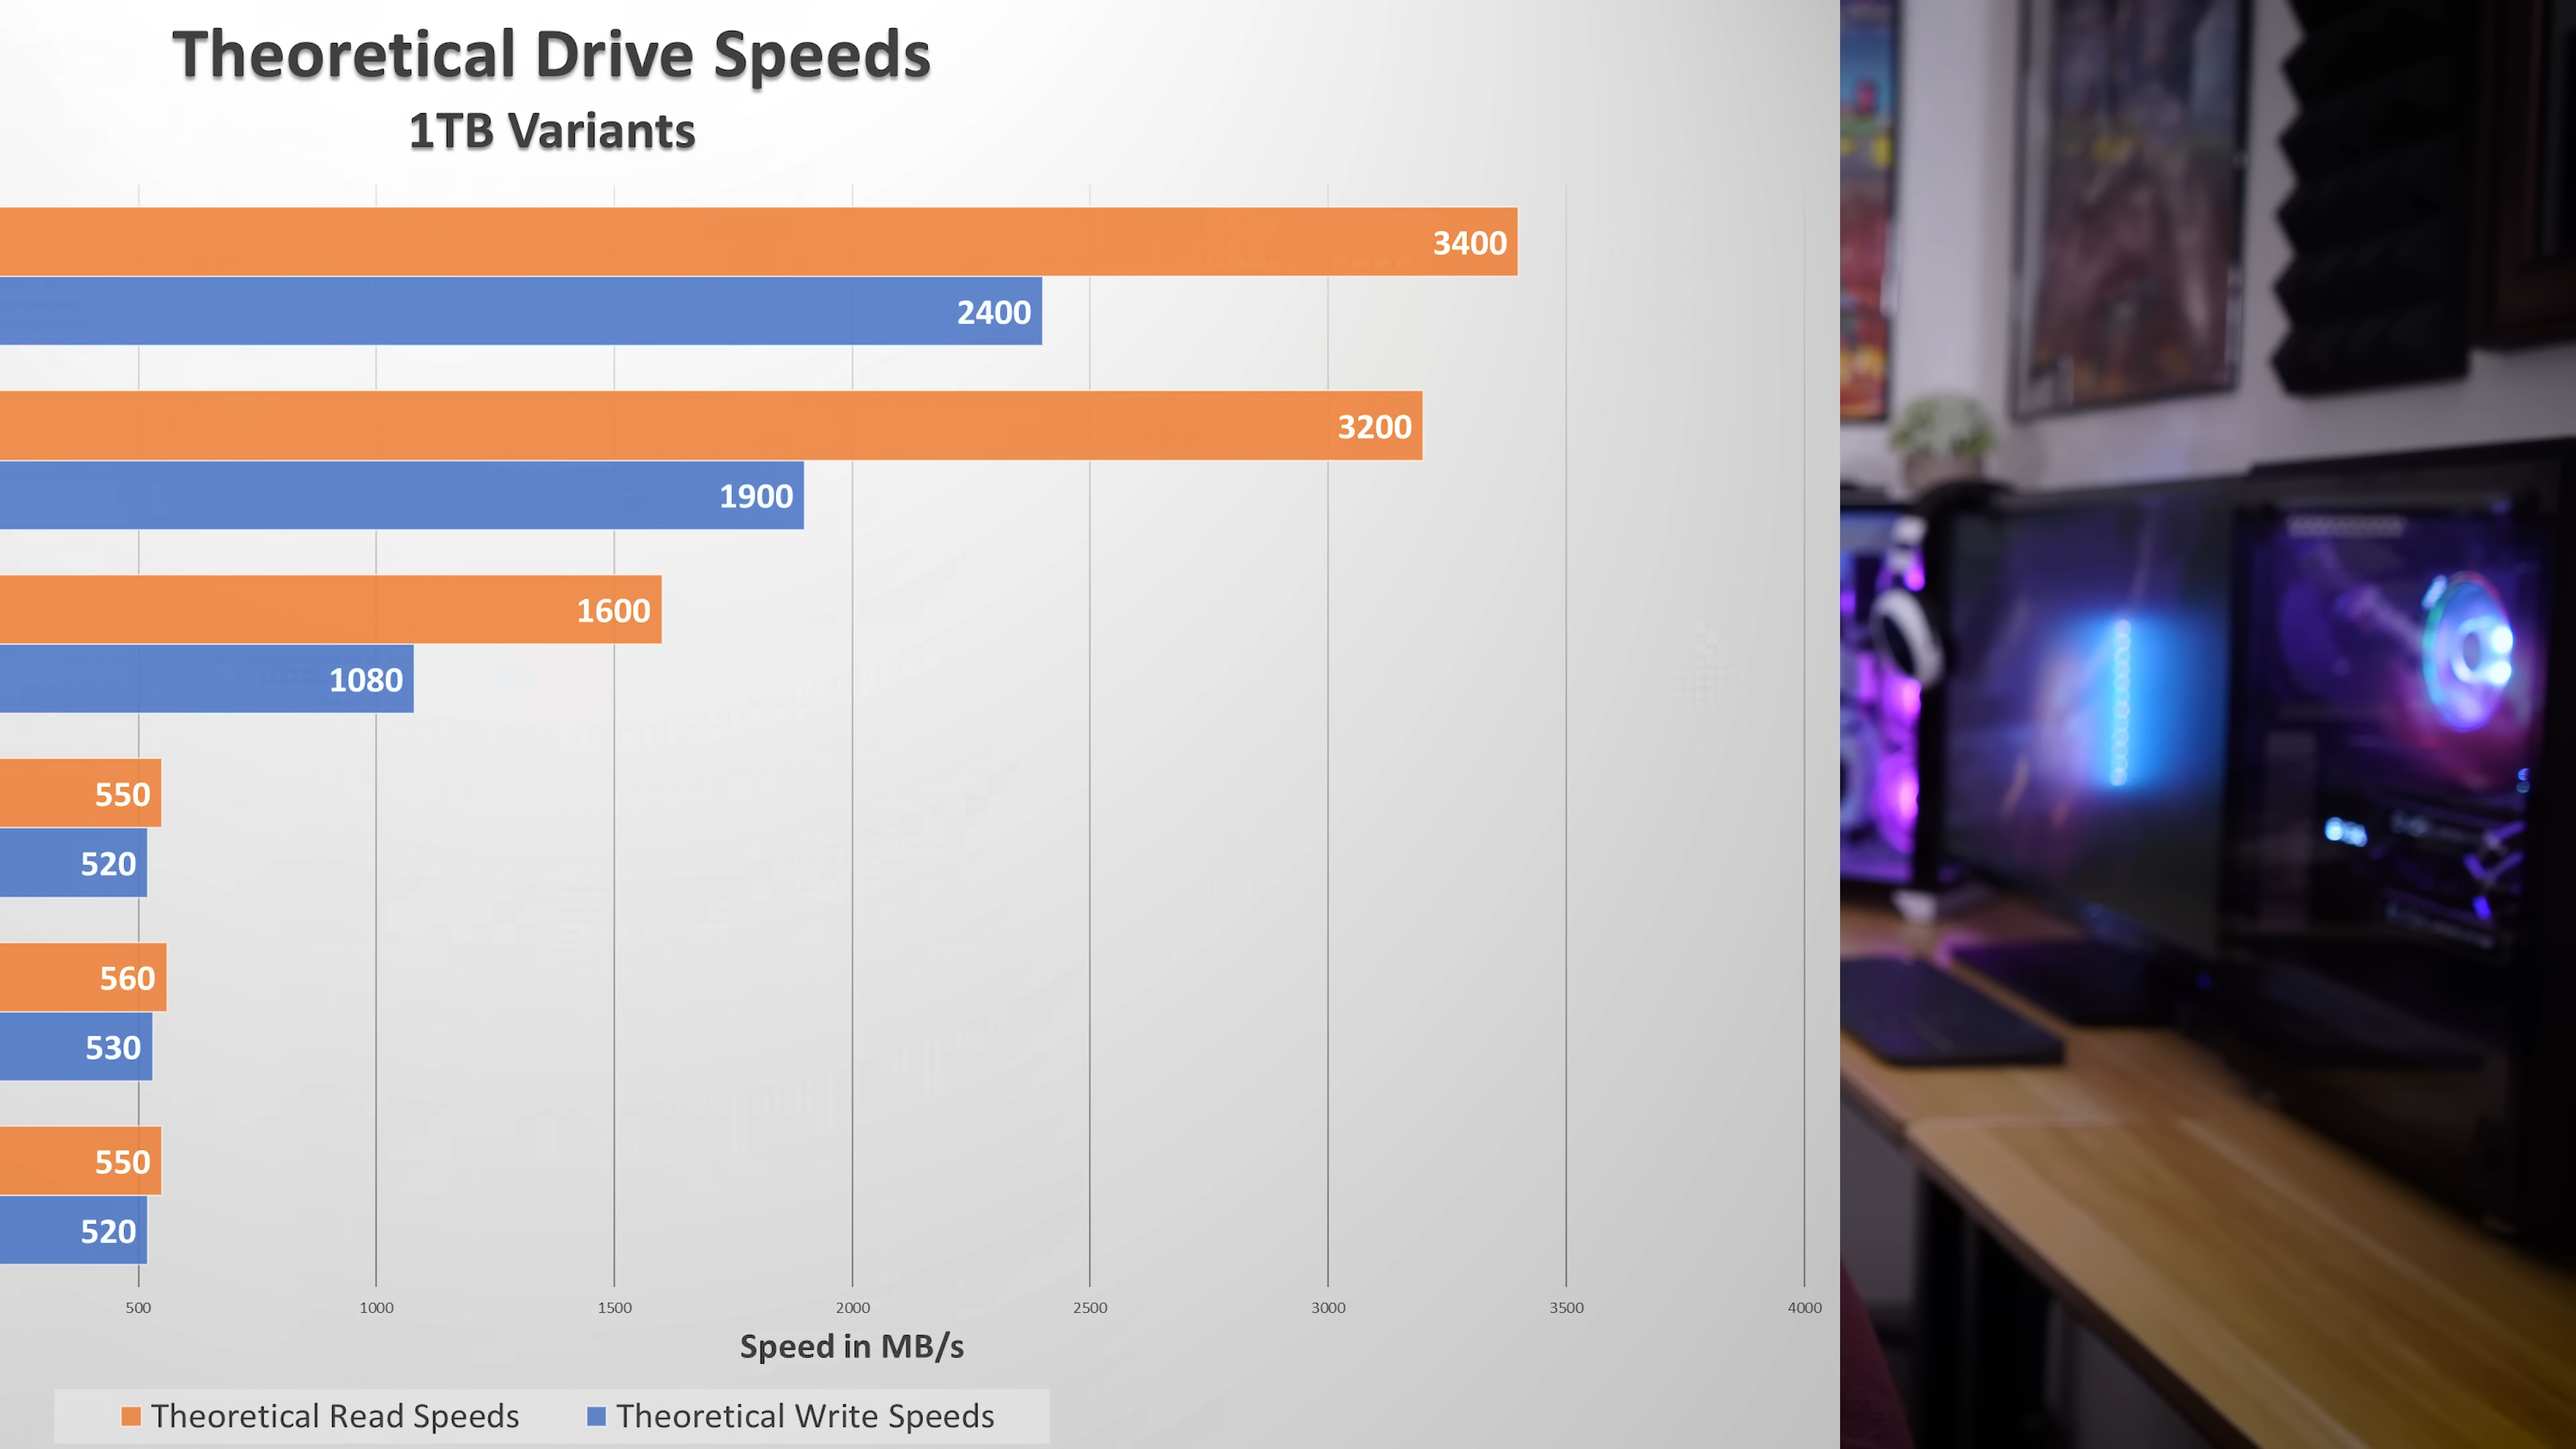 Theoretical Drive Speeds
1TB Variants
3400
2400
3200
1900
1600
1080
550
520
560
530
550
520
500 1000 1500 2000 2500 3000 3500 4000
Speed in MB/s
Theoretical Read Speeds Theoretical Write Speeds